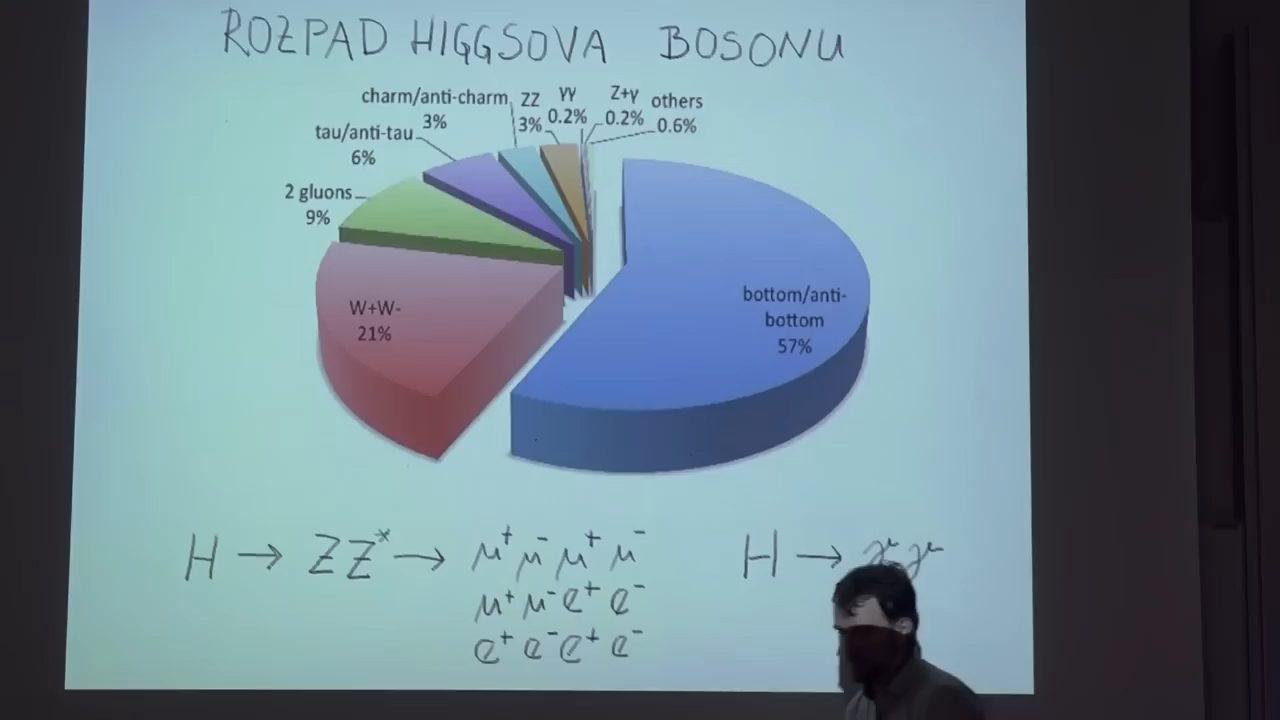 ROZPAD HIGGSOVA BOSONU
charm/anti-charm
3%
ZZ
3%
γγ
0.2%
Z+γ
0.2%
others
0.6%
tau/anti-tau
6%
2 gluons
9%
W+W-
21%
bottom/anti-
bottom
57%
H → ZZ* → μ⁺ μ⁻ μ⁺ μ⁻
μ⁺ μ⁻ e⁺ e⁻
e⁺ e⁻ e⁺ e⁻
H →